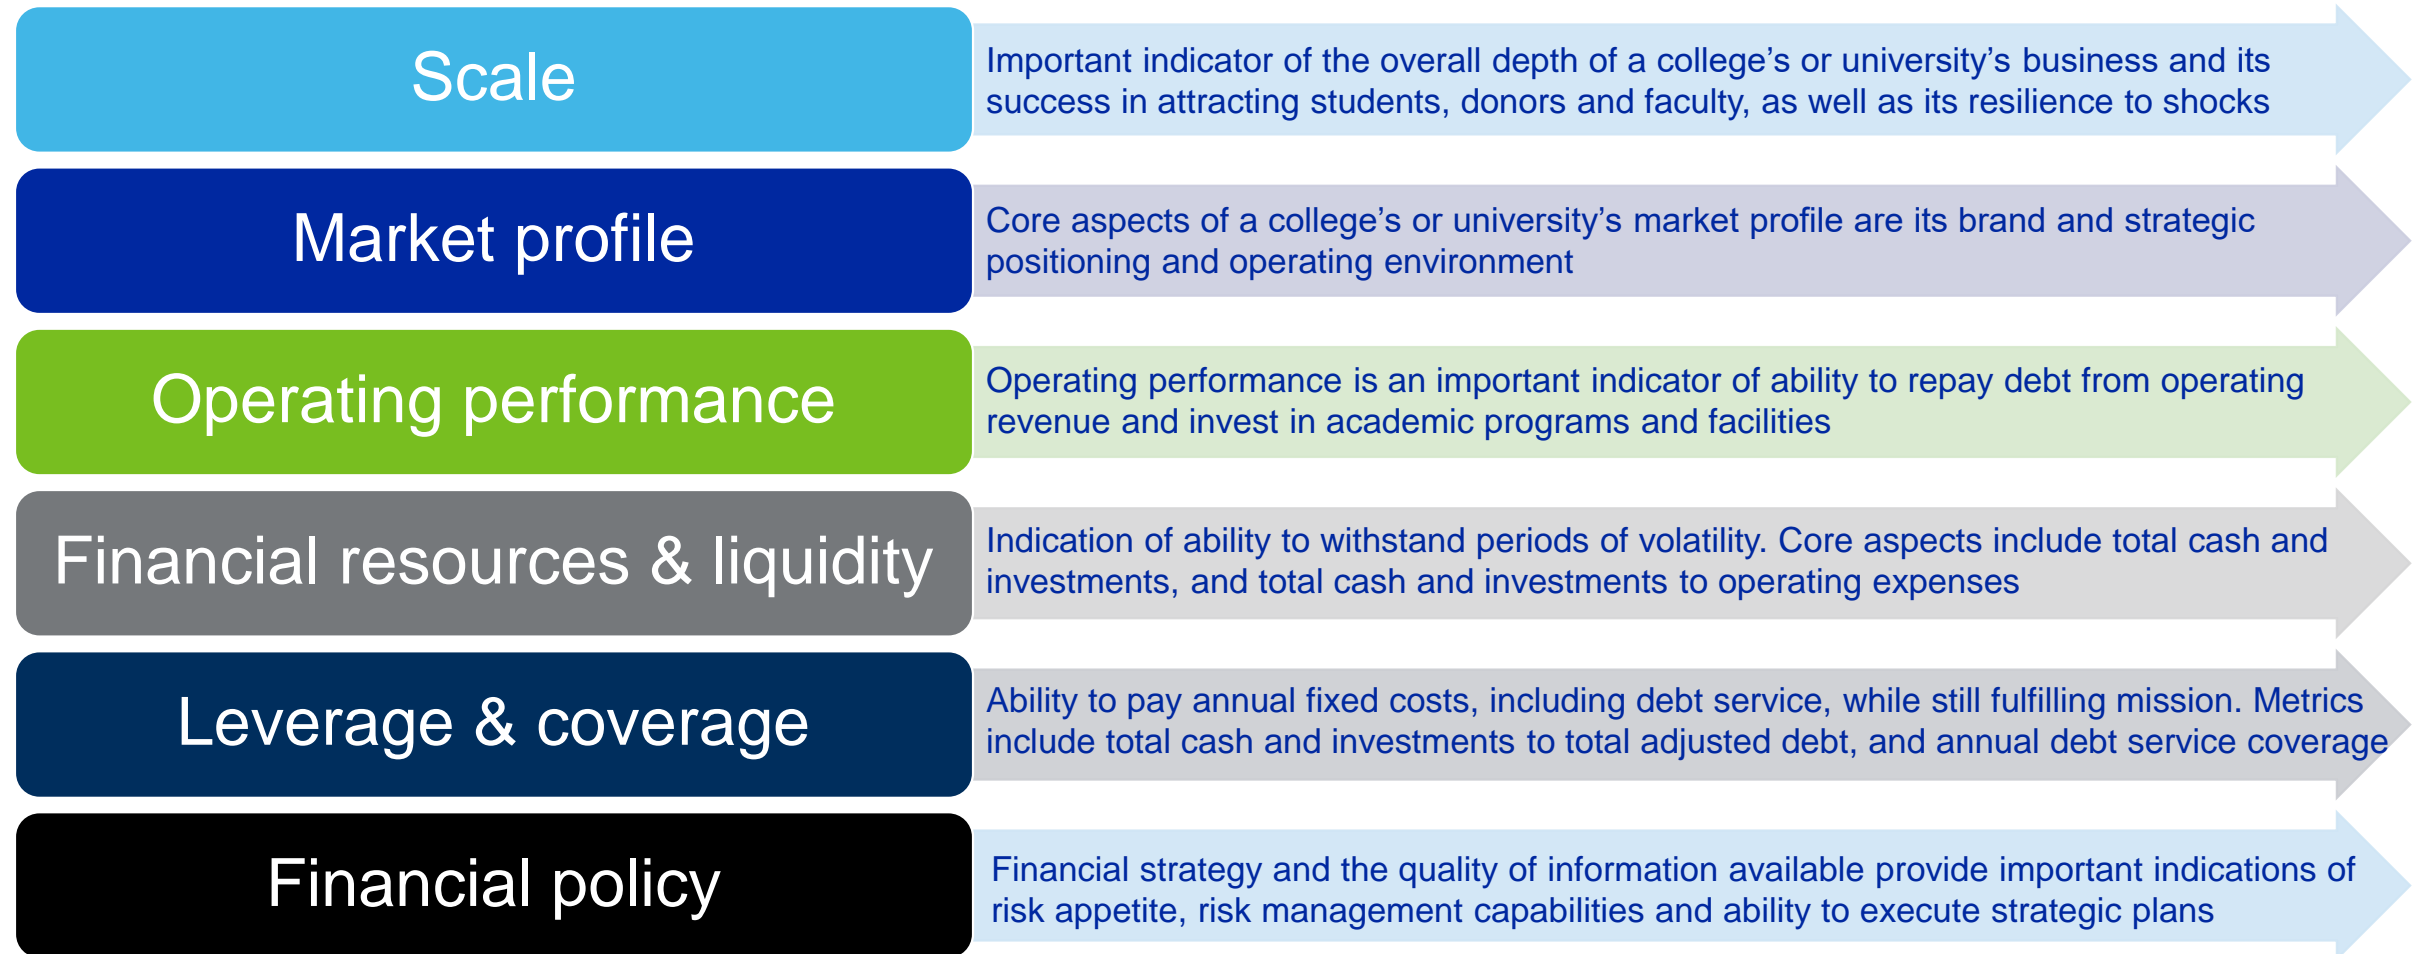 Scale
Important indicator of the overall depth of a college’s or university’s business and its
success in attracting students, donors and faculty, as well as its resilience to shocks
Market profile
Core aspects of a college’s or university’s market profile are its brand and strategic
positioning and operating environment
Operating performance
Operating performance is an important indicator of ability to repay debt from operating
revenue and invest in academic programs and facilities
Financial resources & liquidity
Indication of ability to withstand periods of volatility. Core aspects include total cash and
investments, and total cash and investments to operating expenses
Leverage & coverage
Ability to pay annual fixed costs, including debt service, while still fulfilling mission. Metrics
include total cash and investments to total adjusted debt, and annual debt service coverage
Financial policy
Financial strategy and the quality of information available provide important indications of
risk appetite, risk management capabilities and ability to execute strategic plans